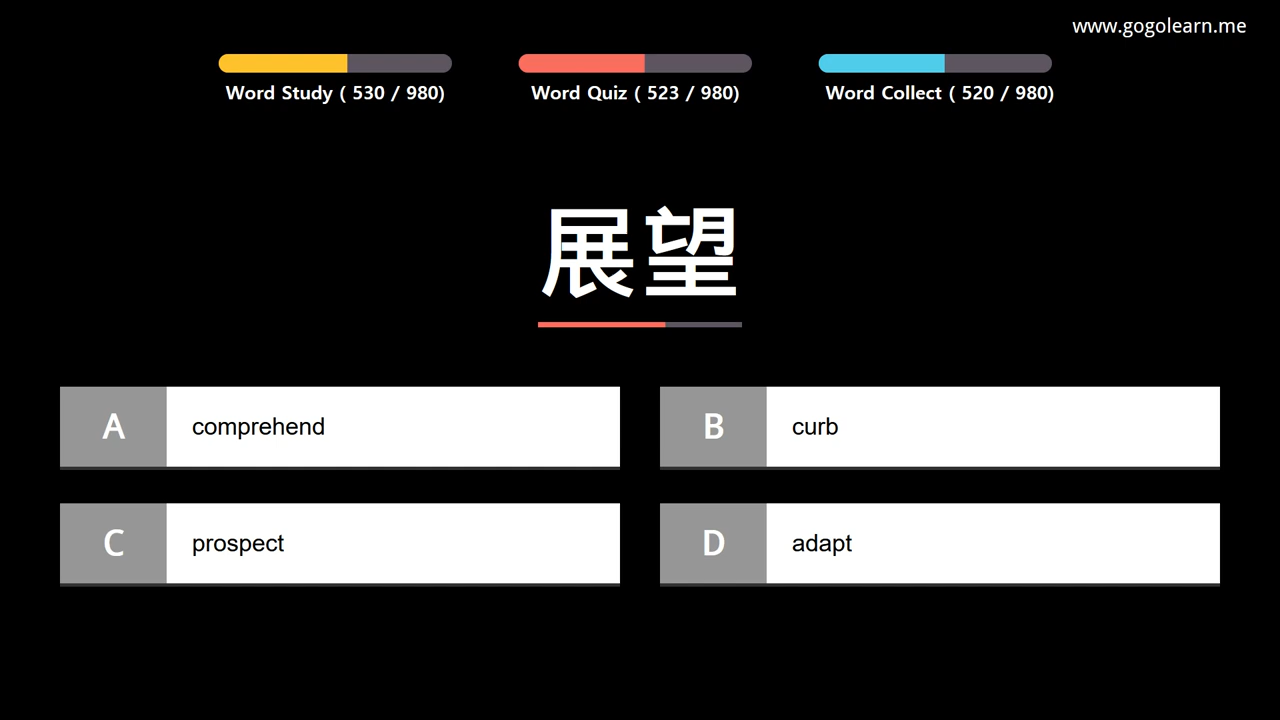 www.gogolearn.me
Word Study ( 530 / 980)
Word Quiz ( 523 / 980)
Word Collect ( 520 / 980)
展望
A comprehend
B curb
C prospect
D adapt